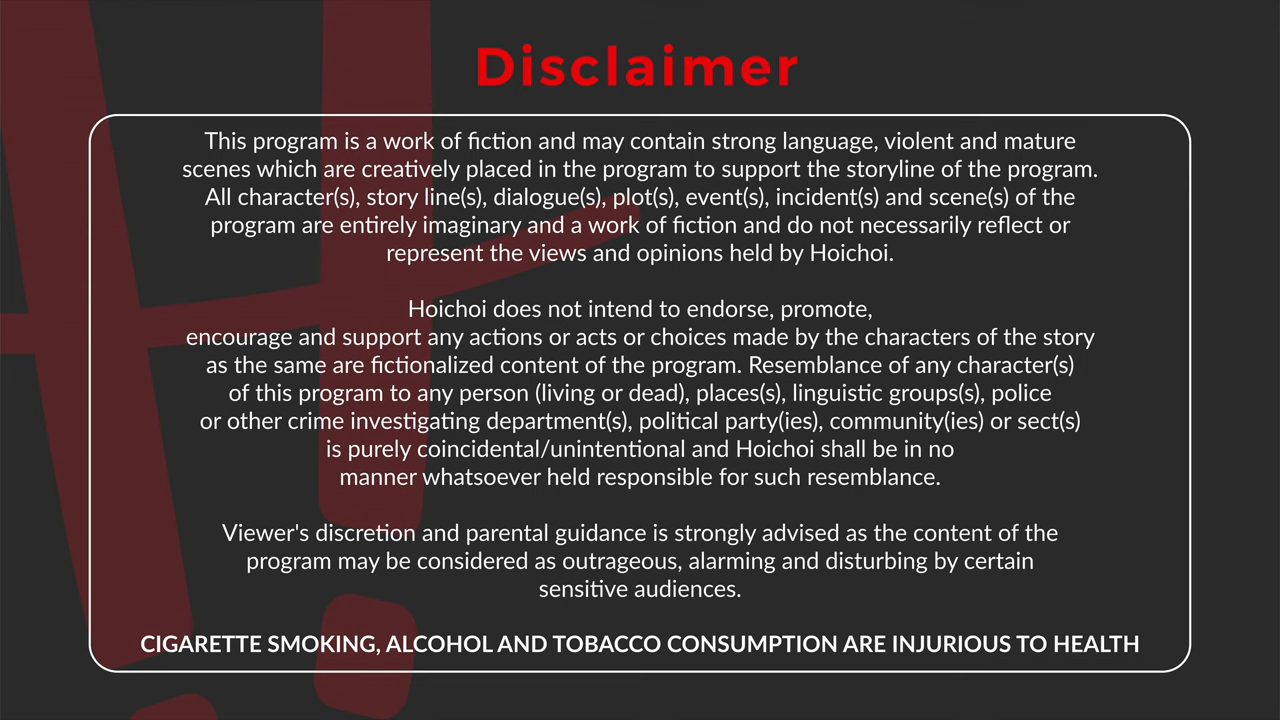 Disclaimer
This program is a work of fiction and may contain strong language, violent and mature
scenes which are creatively placed in the program to support the storyline of the program.
All character(s), story line(s), dialogue(s), plot(s), event(s), incident(s) and scene(s) of the
program are entirely imaginary and a work of fiction and do not necessarily reflect or
represent the views and opinions held by Hoichoi.
Hoichoi does not intend to endorse, promote,
encourage and support any actions or acts or choices made by the characters of the story
as the same are fictionalized content of the program. Resemblance of any character(s)
of this program to any person (living or dead), places(s), linguistic groups(s), police
or other crime investigating department(s), political party(ies), community(ies) or sect(s)
is purely coincidental/unintentional and Hoichoi shall be in no
manner whatsoever held responsible for such resemblance.
Viewer's discretion and parental guidance is strongly advised as the content of the
program may be considered as outrageous, alarming and disturbing by certain
sensitive audiences.
CIGARETTE SMOKING, ALCOHOL AND TOBACCO CONSUMPTION ARE INJURIOUS TO HEALTH